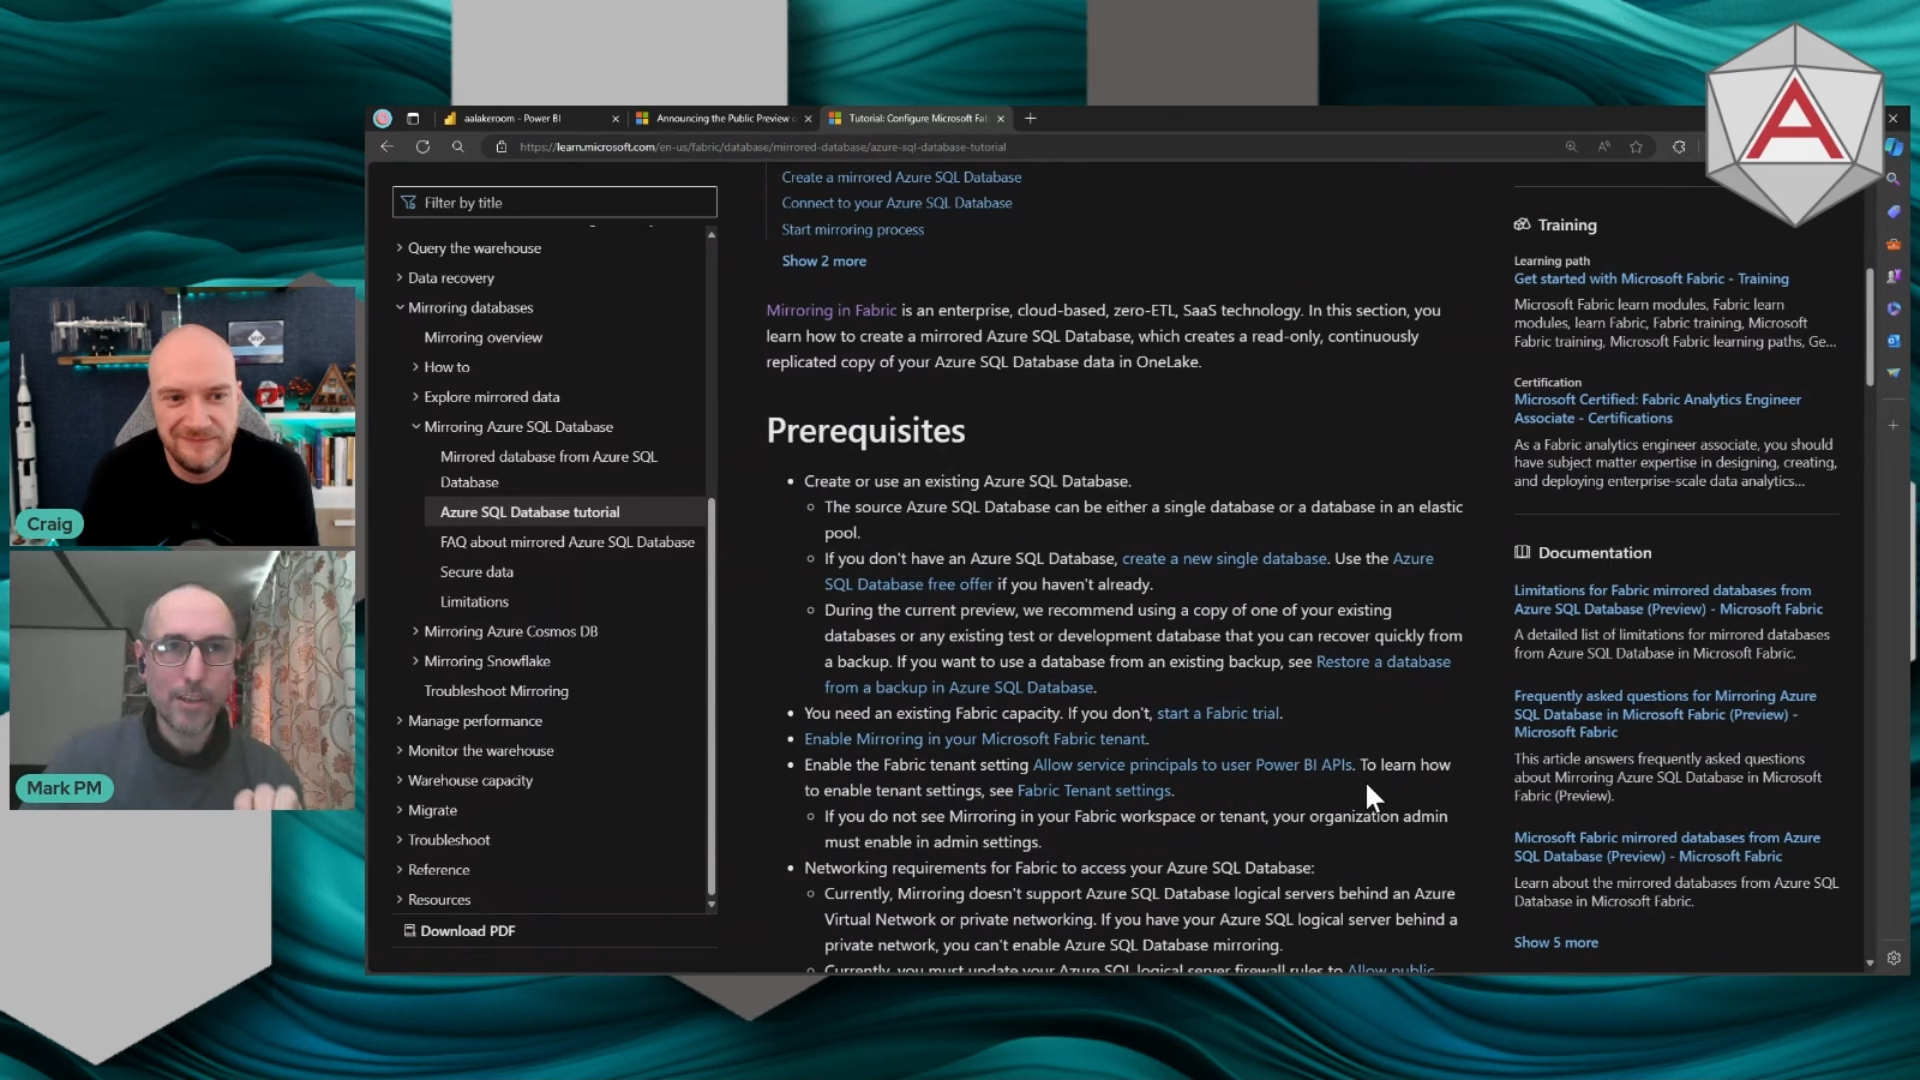 aalakeroom - Power BI
Announcing the Public Preview
Tutorial: Configure Microsoft Fa
https://learn.microsoft.com/en-us/fabric/database/mirrored-database/azure-sql-database-tutorial
A
Filter by title
Query the warehouse
Data recovery
Mirroring databases
Mirroring overview
How to
Explore mirrored data
Mirroring Azure SQL Database
Mirrored database from Azure SQL
Database
Azure SQL Database tutorial
FAQ about mirrored Azure SQL Database
Secure data
Limitations
Mirroring Azure Cosmos DB
Mirroring Snowflake
Troubleshoot Mirroring
Manage performance
Monitor the warehouse
Warehouse capacity
Migrate
Troubleshoot
Reference
Resources
Download PDF
Create a mirrored Azure SQL Database
Connect to your Azure SQL Database
Start mirroring process
Show 2 more
Mirroring in Fabric is an enterprise, cloud-based, zero-ETL, SaaS technology. In this section, you
learn how to create a mirrored Azure SQL Database, which creates a read-only, continuously
replicated copy of your Azure SQL Database data in OneLake.
Prerequisites
• Create or use an existing Azure SQL Database.
○ The source Azure SQL Database can be either a single database or a database in an elastic
pool.
○ If you don't have an Azure SQL Database, create a new single database. Use the Azure
SQL Database free offer if you haven't already.
○ During the current preview, we recommend using a copy of one of your existing
databases or any existing test or development database that you can recover quickly from
a backup. If you want to use a database from an existing backup, see Restore a database
from a backup in Azure SQL Database.
• You need an existing Fabric capacity. If you don't, start a Fabric trial.
• Enable Mirroring in your Microsoft Fabric tenant.
• Enable the Fabric tenant setting Allow service principals to user Power BI APIs. To learn how
to enable tenant settings, see Fabric Tenant settings.
○ If you do not see Mirroring in your Fabric workspace or tenant, your organization admin
must enable in admin settings.
• Networking requirements for Fabric to access your Azure SQL Database:
○ Currently, Mirroring doesn't support Azure SQL Database logical servers behind an Azure
Virtual Network or private networking. If you have your Azure SQL logical server behind a
private network, you can't enable Azure SQL Database mirroring.
○ Currently, you must update your Azure SQL logical server firewall rules to Allow public
Training
Learning path
Get started with Microsoft Fabric - Training
Microsoft Fabric learn modules, Fabric learn
modules, learn Fabric, Fabric training, Microsoft
Fabric training, Microsoft Fabric learning paths, Ge...
Certification
Microsoft Certified: Fabric Analytics Engineer
Associate - Certifications
As a Fabric analytics engineer associate, you should
have subject matter expertise in designing, creating,
and deploying enterprise-scale data analytics...
Documentation
Limitations for Fabric mirrored databases from
Azure SQL Database (Preview) - Microsoft Fabric
A detailed list of limitations for mirrored databases
from Azure SQL Database in Microsoft Fabric.
Frequently asked questions for Mirroring Azure
SQL Database in Microsoft Fabric (Preview) -
Microsoft Fabric
This article answers frequently asked questions
about Mirroring Azure SQL Database in Microsoft
Fabric (Preview).
Microsoft Fabric mirrored databases from Azure
SQL Database (Preview) - Microsoft Fabric
Learn about the mirrored databases from Azure SQL
Database in Microsoft Fabric.
Show 5 more
Craig
Mark PM